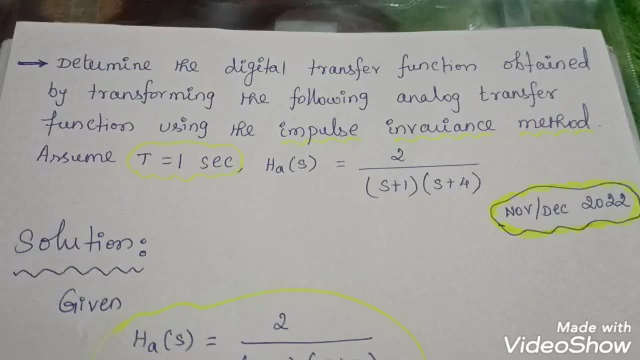 → Determine the digital transfer function obtained
by transforming the following analog transfer
function using the impulse invariance method.
Assume T = 1 sec, Ha(s) = 2 / (s+1)(s+4)
Nov/Dec 2022
Solution:
Given
Ha(s) = 2
Made with
VideoShow